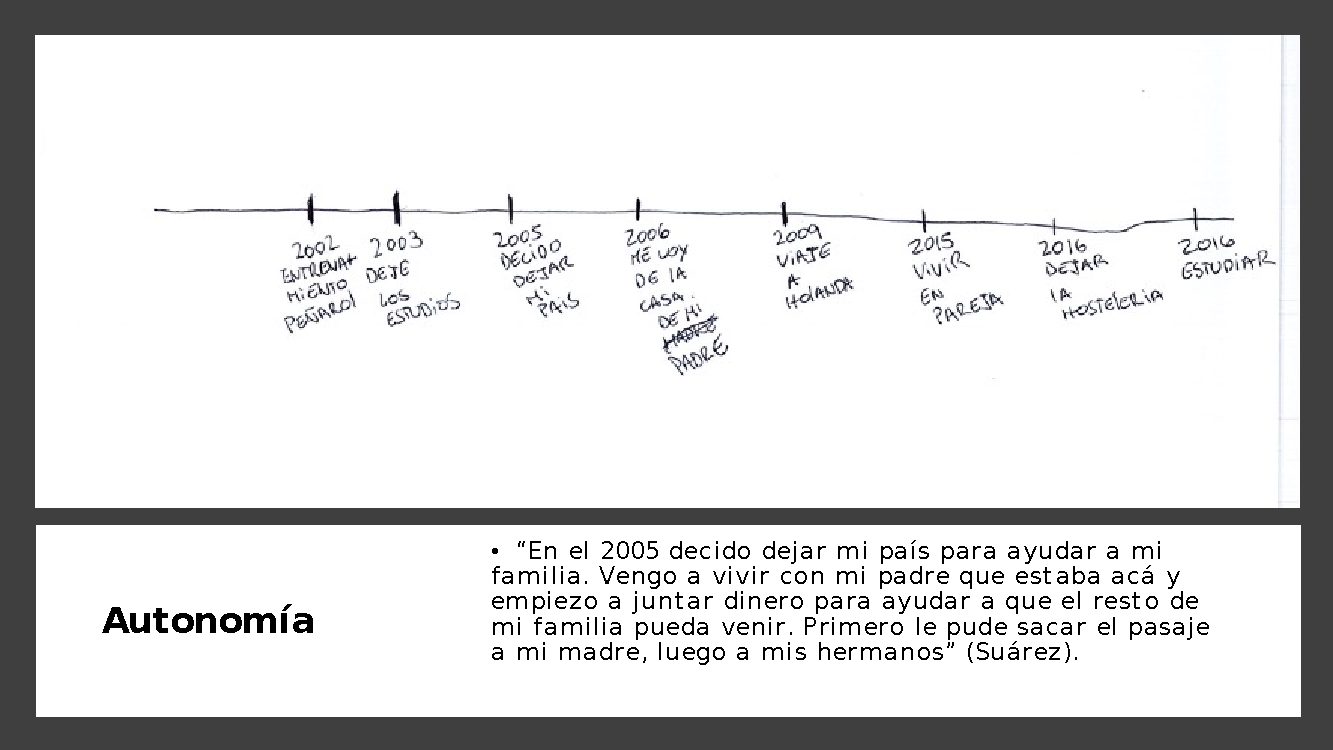 2002
ENTRENA+
MIENTO
PEÑAROl
2003
DEJE
LOS
ESTUDIOS
2005
DECIDO
DEJAR
MI
PAIS
2006
ME VOY
DE lA
CASA
DE MI
MADRE
PADRE
2009
VIAJE
A
HOlANDA
2015
VIVIR
EN
PAREJA
2016
DEJAR
lA
HOSTELERIA
2016
ESTUDIAR
Autonomía
• “En el 2005 decido dejar mi país para ayudar a mi
familia. Vengo a vivir con mi padre que estaba acá y
empiezo a juntar dinero para ayudar a que el resto de
mi familia pueda venir. Primero le pude sacar el pasaje
a mi madre, luego a mis hermanos” (Suárez).